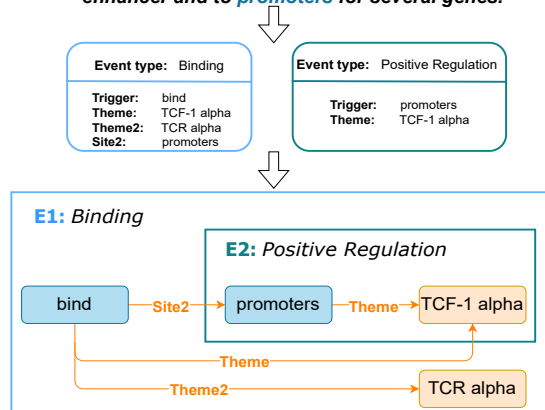 enhancer and to promoters for several genes.
Event type: Binding
Trigger: bind
Theme: TCF-1 alpha
Theme2: TCR alpha
Site2: promoters
Event type: Positive Regulation
Trigger: promoters
Theme: TCF-1 alpha
E1: Binding
E2: Positive Regulation
bind
Site2
promoters
Theme
TCF-1 alpha
Theme
Theme2
TCR alpha